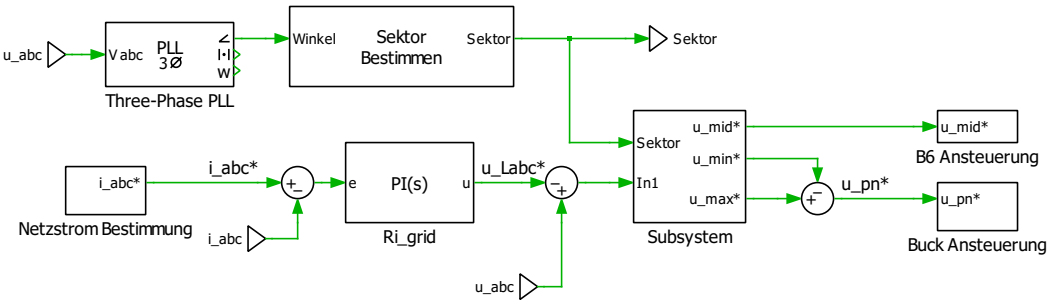 u_abc
V abc
PLL
3Ø
∠
|·|
W
Three-Phase PLL
Winkel
Sektor
Bestimmen
Sektor
Sektor
i_abc*
Netzstrom Bestimmung
i_abc*
+
−
i_abc
e
PI(s)
u
Ri_grid
u_Labc*
−
+
u_abc
Sektor
In1
u_mid*
u_min*
u_max*
Subsystem
−
+
u_pn*
u_mid*
B6 Ansteuerung
u_pn*
Buck Ansteuerung